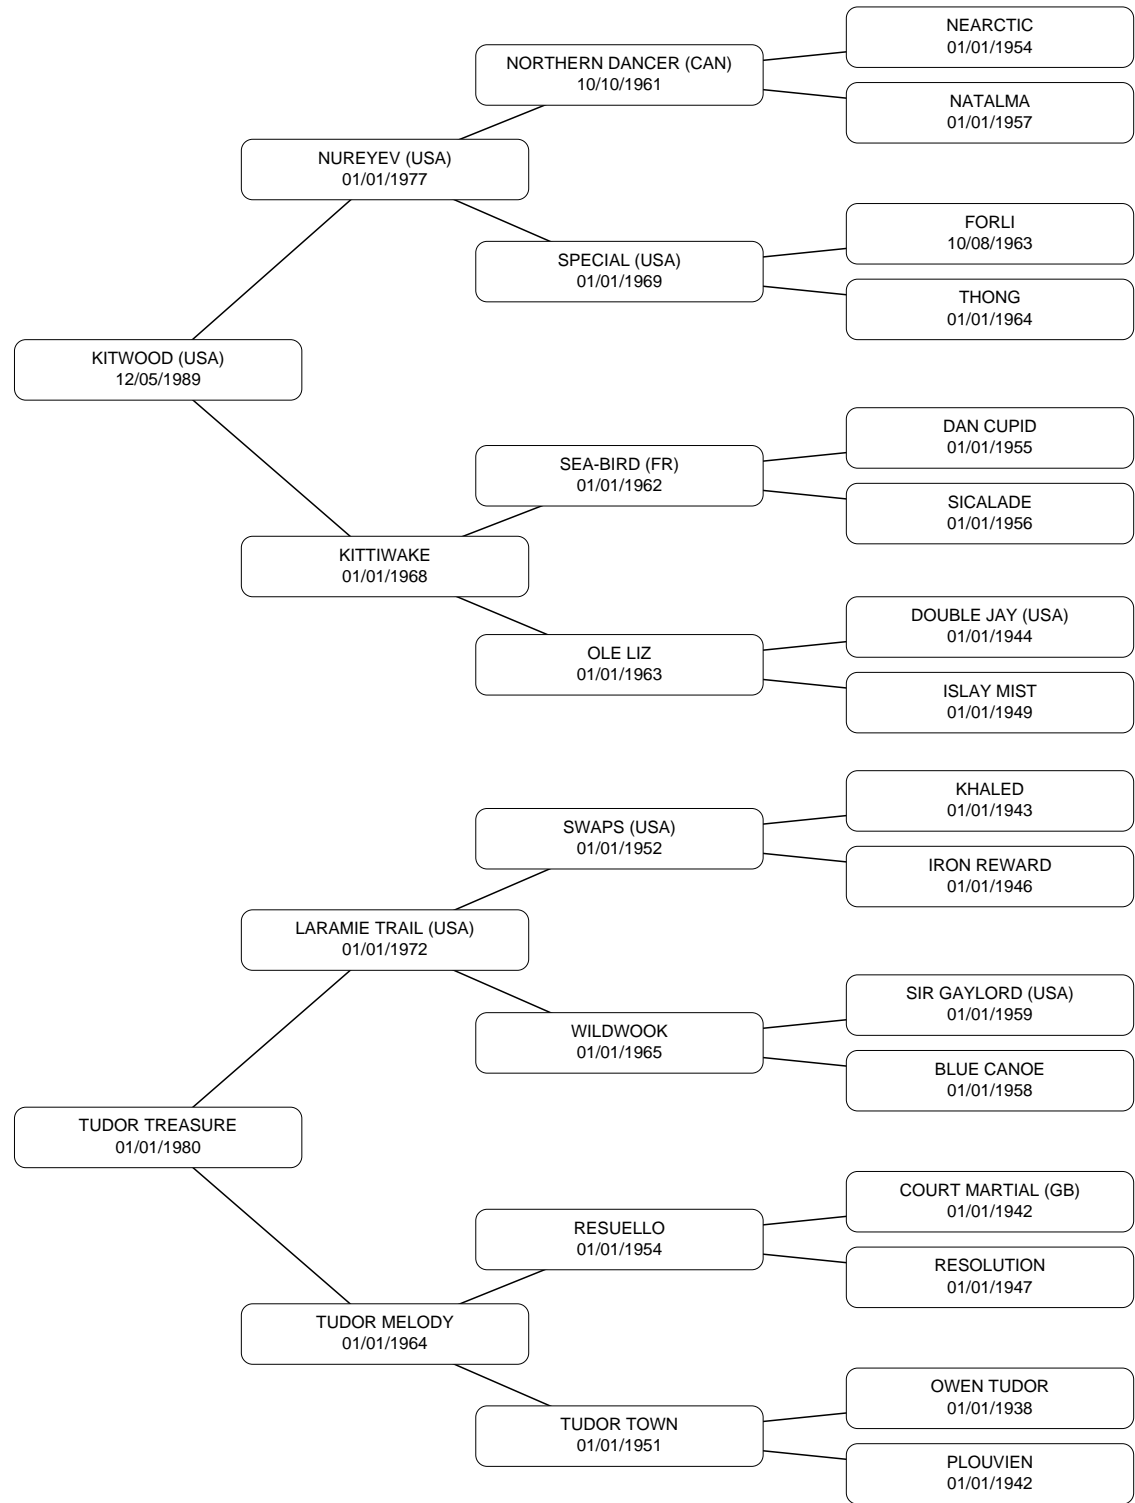 NEARCTIC
01/01/1954
NORTHERN DANCER (CAN)
10/10/1961
NATALMA
01/01/1957
NUREYEV (USA)
01/01/1977
FORLI
10/08/1963
SPECIAL (USA)
01/01/1969
THONG
01/01/1964
KITWOOD (USA)
12/05/1989
DAN CUPID
01/01/1955
SEA-BIRD (FR)
01/01/1962
SICALADE
01/01/1956
KITTIWAKE
01/01/1968
DOUBLE JAY (USA)
01/01/1944
OLE LIZ
01/01/1963
ISLAY MIST
01/01/1949
KHALED
01/01/1943
SWAPS (USA)
01/01/1952
IRON REWARD
01/01/1946
LARAMIE TRAIL (USA)
01/01/1972
SIR GAYLORD (USA)
01/01/1959
WILDWOOK
01/01/1965
BLUE CANOE
01/01/1958
TUDOR TREASURE
01/01/1980
COURT MARTIAL (GB)
01/01/1942
RESUELLO
01/01/1954
RESOLUTION
01/01/1947
TUDOR MELODY
01/01/1964
OWEN TUDOR
01/01/1938
TUDOR TOWN
01/01/1951
PLOUVIEN
01/01/1942